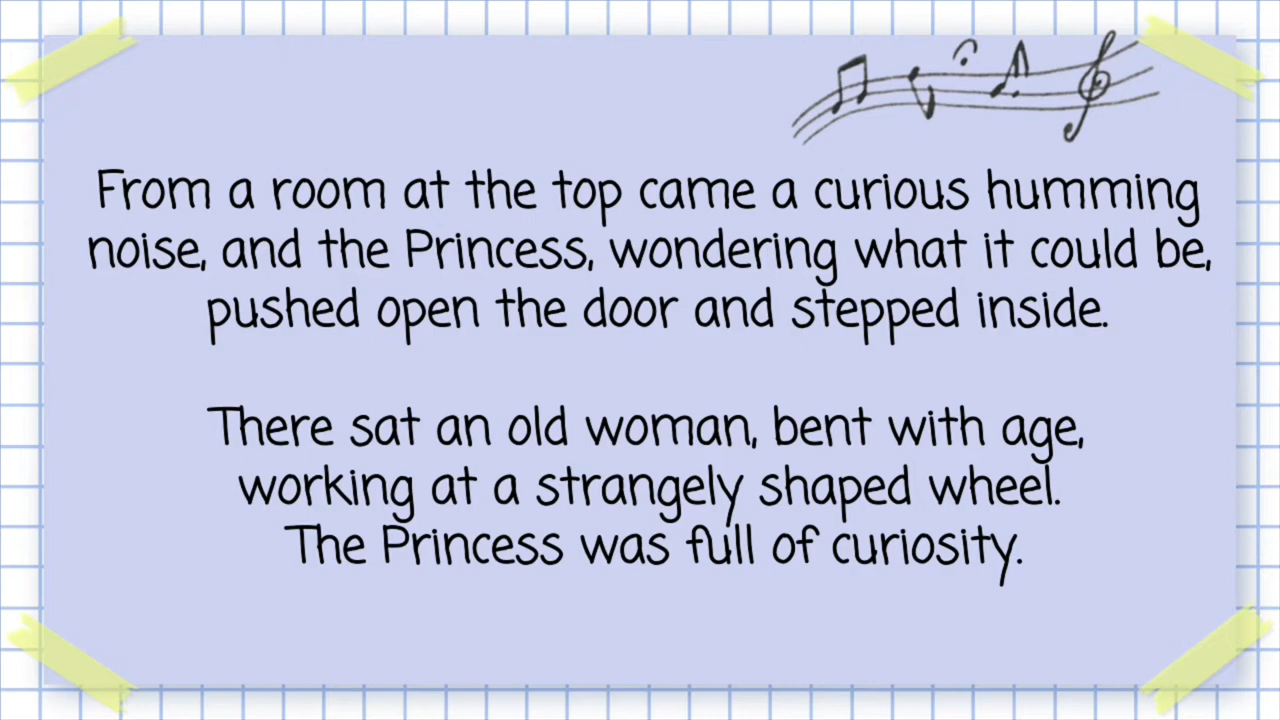 From a room at the top came a curious humming
noise, and the Princess, wondering what it could be,
pushed open the door and stepped inside.
There sat an old woman, bent with age,
working at a strangely shaped wheel.
The Princess was full of curiosity.